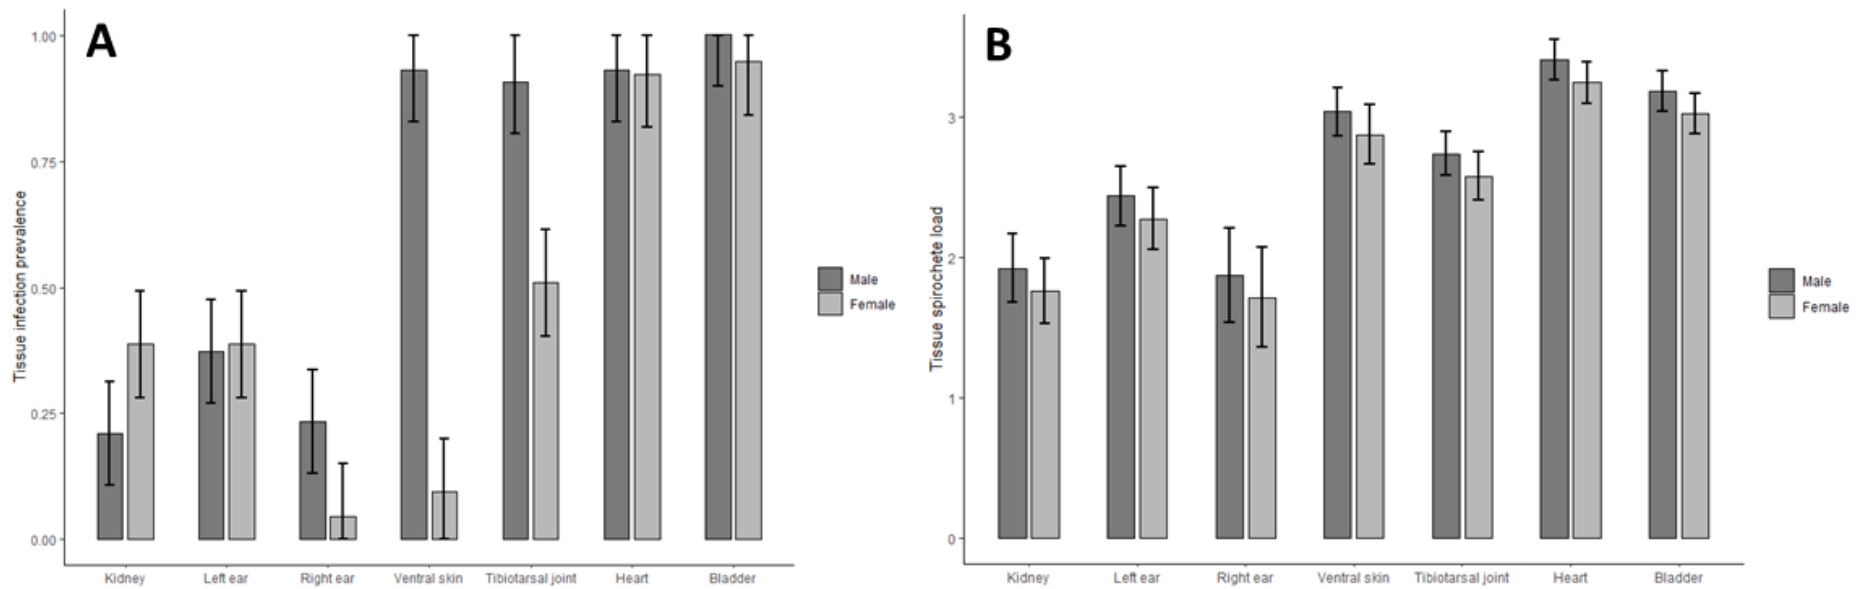 A
Tissue infection prevalence
1.00
0.75
0.50
0.25
0.00
Kidney Left ear Right ear Ventral skin Tibiotarsal joint Heart Bladder
Male
Female
B
Tissue spirochete load
3
2
1
0
Kidney Left ear Right ear Ventral skin Tibiotarsal joint Heart Bladder
Male
Female